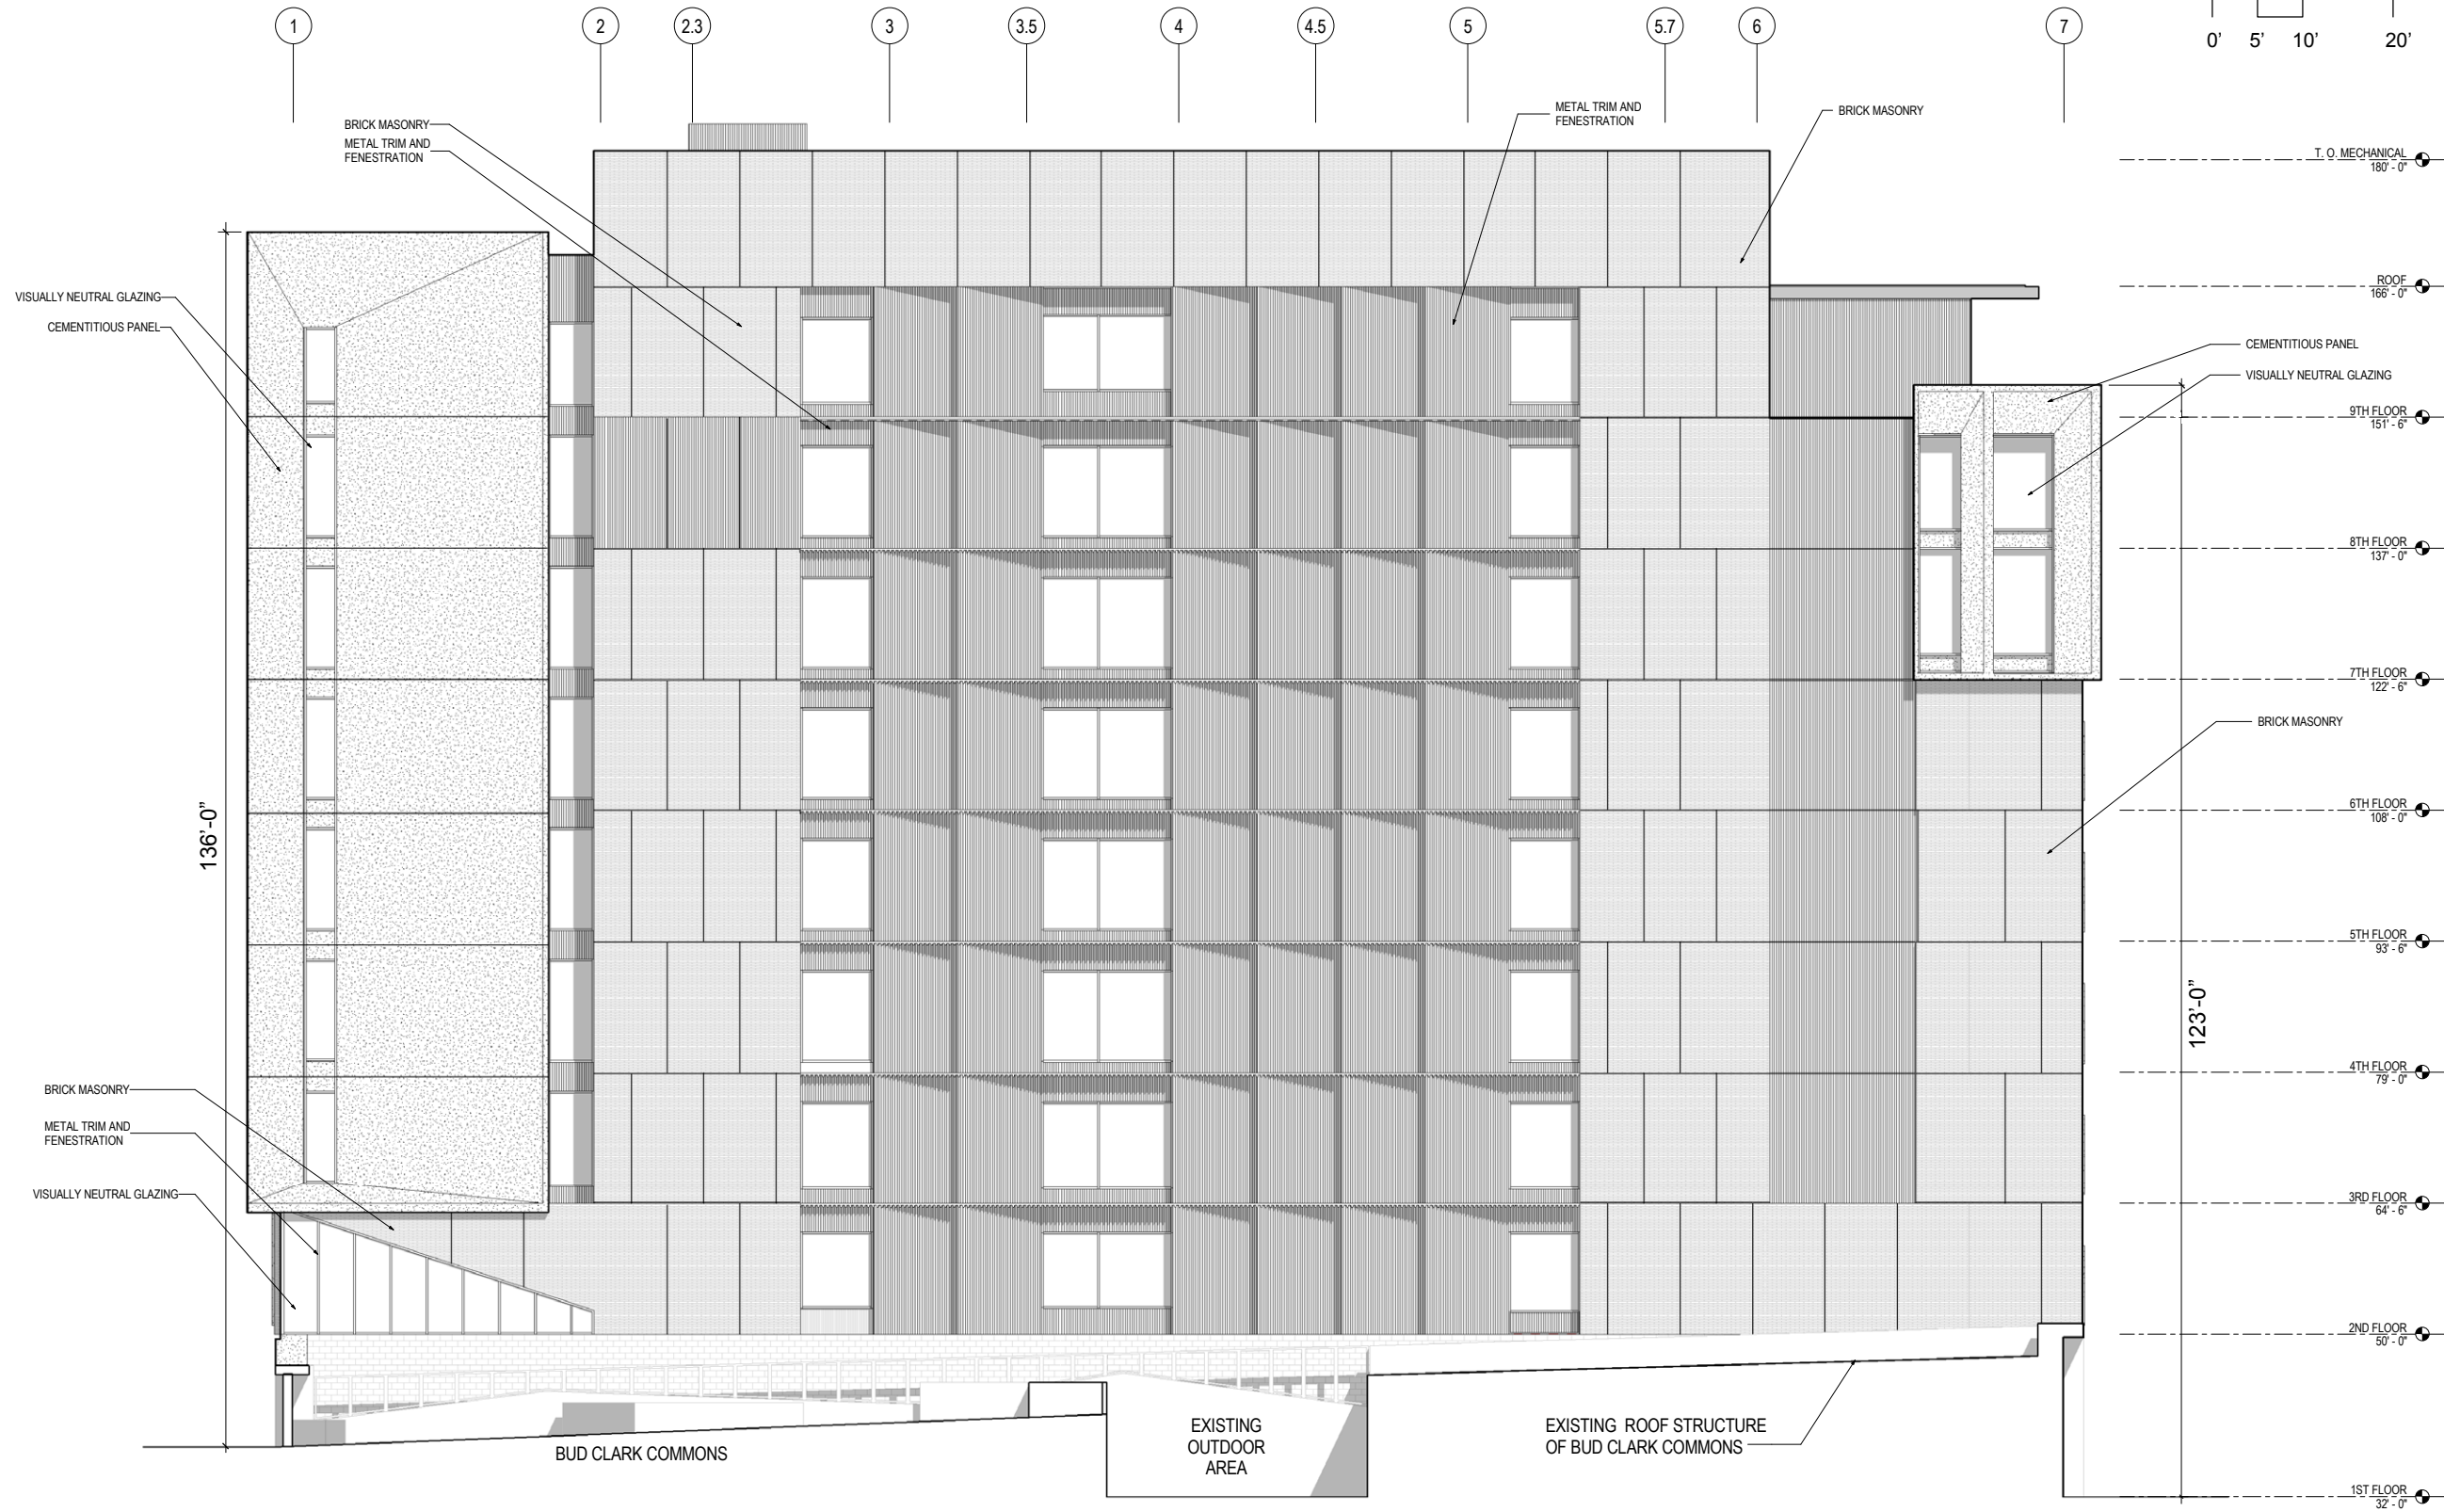 1
2
2.3
3
3.5
4
4.5
5
5.7
6
7
0'
5'
10'
20'
BRICK MASONRY
METAL TRIM AND
FENESTRATION
METAL TRIM AND
FENESTRATION
BRICK MASONRY
VISUALLY NEUTRAL GLAZING
CEMENTITIOUS PANEL
T. O. MECHANICAL
180' - 0"
ROOF
166' - 0"
CEMENTITIOUS PANEL
VISUALLY NEUTRAL GLAZING
9TH FLOOR
151' - 6"
8TH FLOOR
137' - 0"
7TH FLOOR
122' - 6"
BRICK MASONRY
6TH FLOOR
108' - 0"
136'-0"
5TH FLOOR
93' - 6"
123'-0"
4TH FLOOR
79' - 0"
BRICK MASONRY
METAL TRIM AND
FENESTRATION
VISUALLY NEUTRAL GLAZING
3RD FLOOR
64' - 6"
2ND FLOOR
50' - 0"
BUD CLARK COMMONS
EXISTING
OUTDOOR
AREA
EXISTING ROOF STRUCTURE
OF BUD CLARK COMMONS
1ST FLOOR
32' - 0"